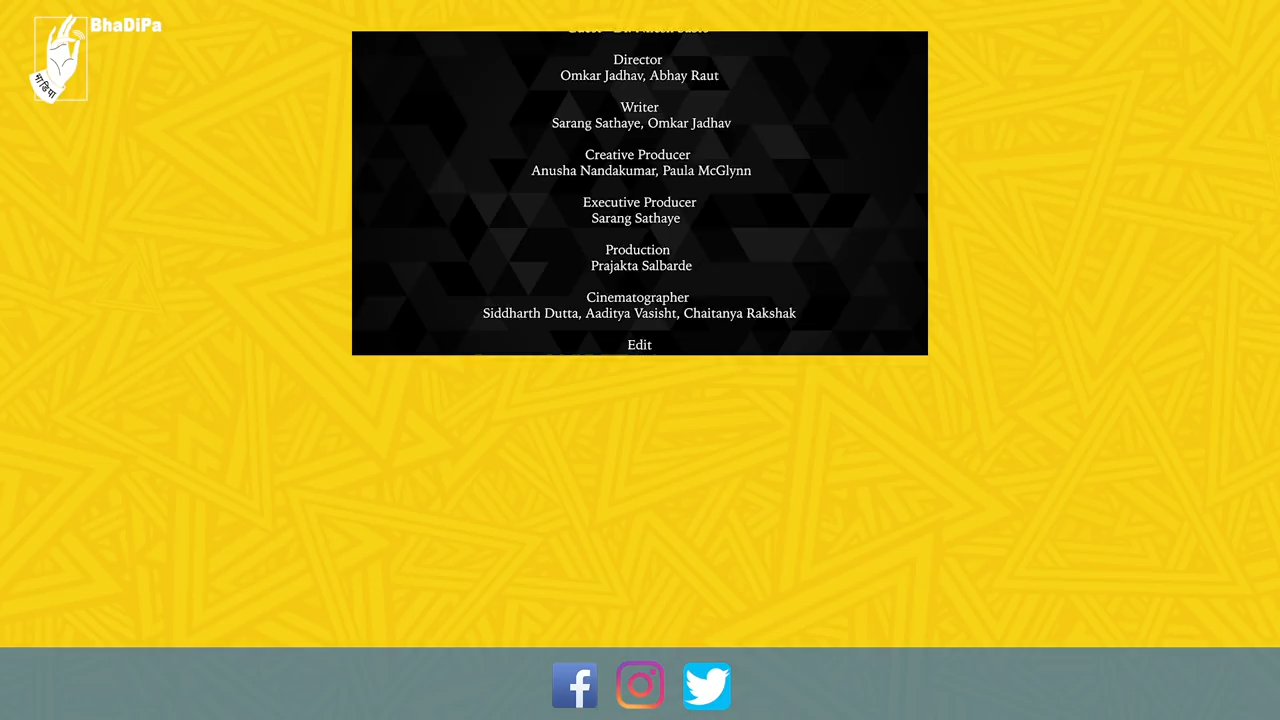 BhaDiPa
भाडिपा
Director
Omkar Jadhav, Abhay Raut
Writer
Sarang Sathaye, Omkar Jadhav
Creative Producer
Anusha Nandakumar, Paula McGlynn
Executive Producer
Sarang Sathaye
Production
Prajakta Salbarde
Cinematographer
Siddharth Dutta, Aaditya Vasisht, Chaitanya Rakshak
Edit